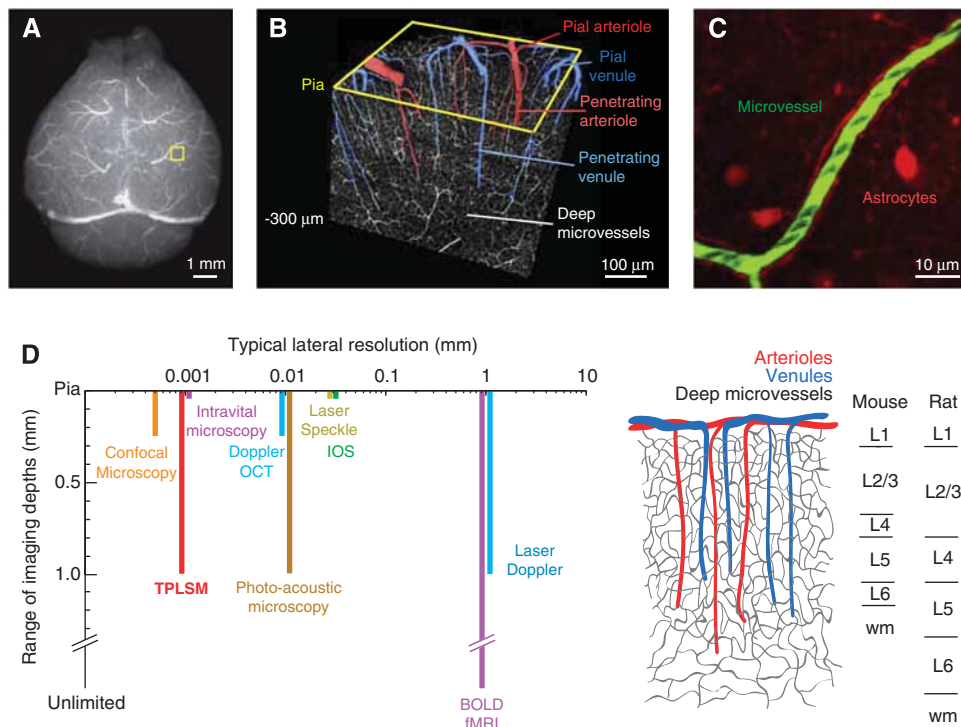 A
1 mm
B
Pial arteriole
Pial
venule
Pia
Penetrating
arteriole
Penetrating
venule
-300 µm
Deep
microvessels
100 µm
C
Microvessel
Astrocytes
10 µm
D
Typical lateral resolution (mm)
Pia
0.001
0.01
0.1
1
10
Range of imaging depths (mm)
0.5
1.0
Unlimited
Confocal
Microscopy
TPLSM
Intravital
microscopy
Doppler
OCT
Photo-acoustic
microscopy
Laser
Speckle
IOS
BOLD
fMRI
Laser
Doppler
Arterioles
Venules
Deep microvessels
Mouse
L1
L2/3
L4
L5
L6
wm
Rat
L1
L2/3
L4
L5
L6
wm